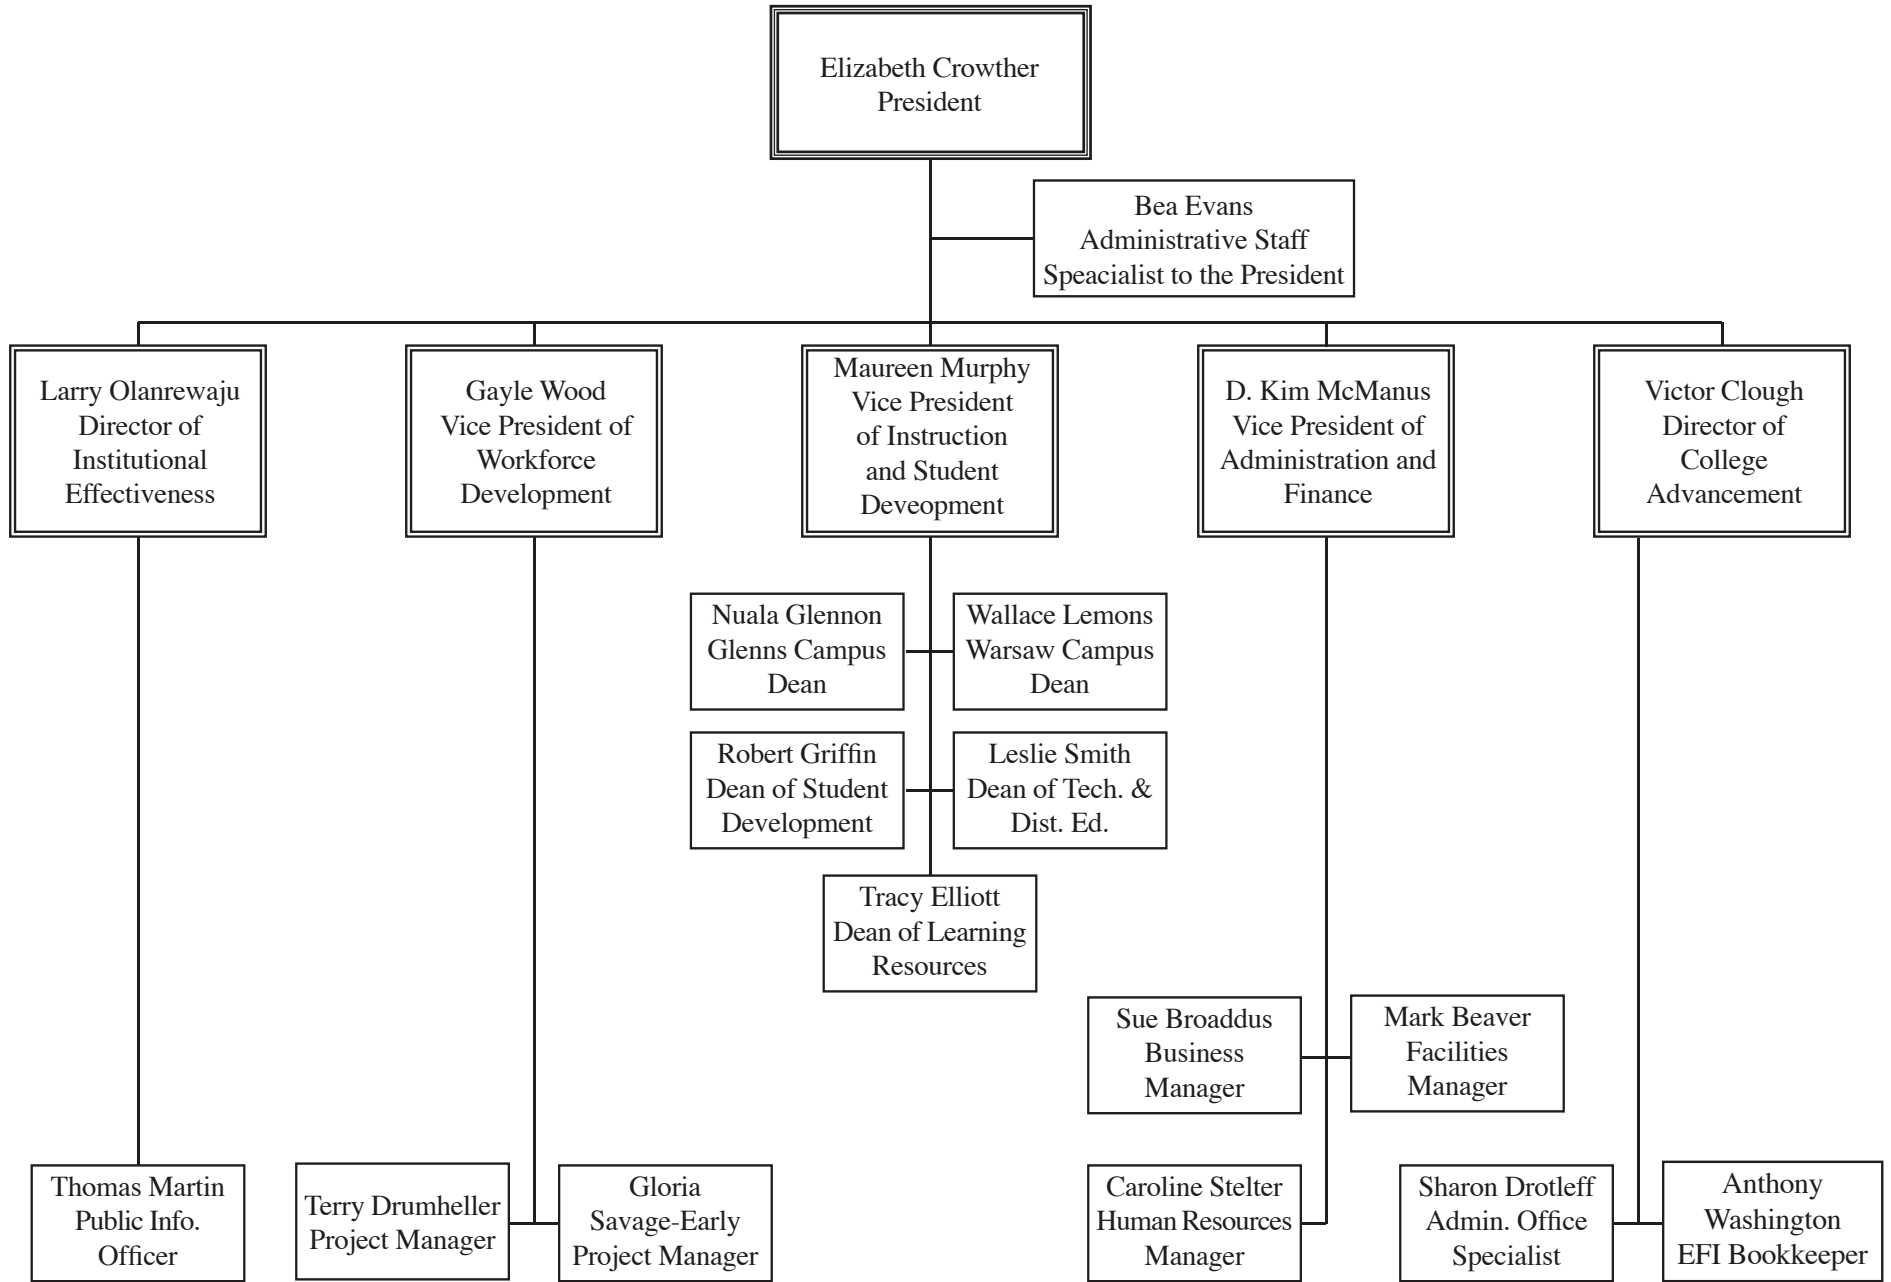 Elizabeth Crowther
President
Bea Evans
Administrative Staff
Speacialist to the President
Larry Olanrewaju
Director of
Institutional
Effectiveness
Gayle Wood
Vice President of
Workforce
Development
Maureen Murphy
Vice President
of Instruction
and Student
Deveopment
D. Kim McManus
Vice President of
Administration and
Finance
Victor Clough
Director of
College
Advancement
Nuala Glennon
Glenns Campus
Dean
Wallace Lemons
Warsaw Campus
Dean
Robert Griffin
Dean of Student
Development
Leslie Smith
Dean of Tech. &
Dist. Ed.
Tracy Elliott
Dean of Learning
Resources
Sue Broaddus
Business
Manager
Mark Beaver
Facilities
Manager
Thomas Martin
Public Info.
Officer
Terry Drumheller
Project Manager
Gloria
Savage-Early
Project Manager
Caroline Stelter
Human Resources
Manager
Sharon Drotleff
Admin. Office
Specialist
Anthony
Washington
EFI Bookkeeper